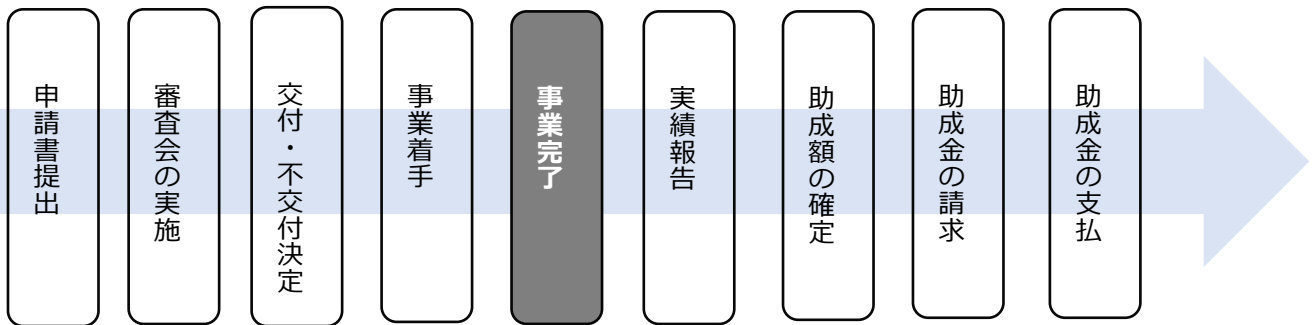 申請書提出
審査会の実施
交付・不交付決定
事業着手
事業完了
実績報告
助成額の確定
助成金の請求
助成金の支払